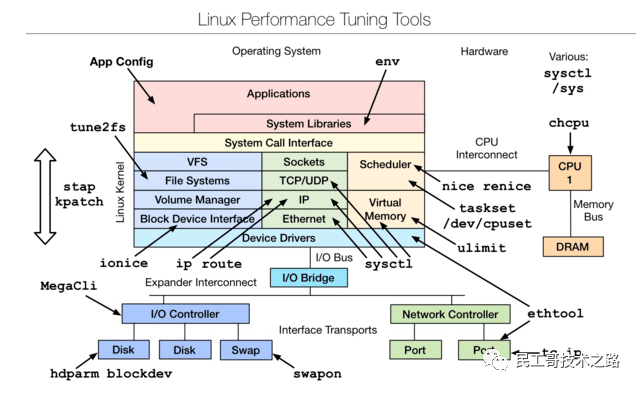 Linux Performance Tuning Tools
Operating System
Hardware
Various:
sysctl
/sys
App Config
env
Applications
System Libraries
System Call Interface
tune2fs
chcpu
VFS
Sockets
Scheduler
CPU
Interconnect
CPU
1
File Systems
TCP/UDP
nice renice
Linux Kernel
stap
kpatch
Volume Manager
IP
Virtual
Memory
taskset
/dev/cpuset
Memory
Bus
Block Device Interface
Ethernet
ulimit
DRAM
Device Drivers
ionice
ip route
I/O Bus
sysctl
I/O Bridge
Expander Interconnect
MegaCli
I/O Controller
Network Controller
ethtool
Interface Transports
Disk
Disk
Swap
Port
hdparm blockdev
swapon
民工哥技术之路